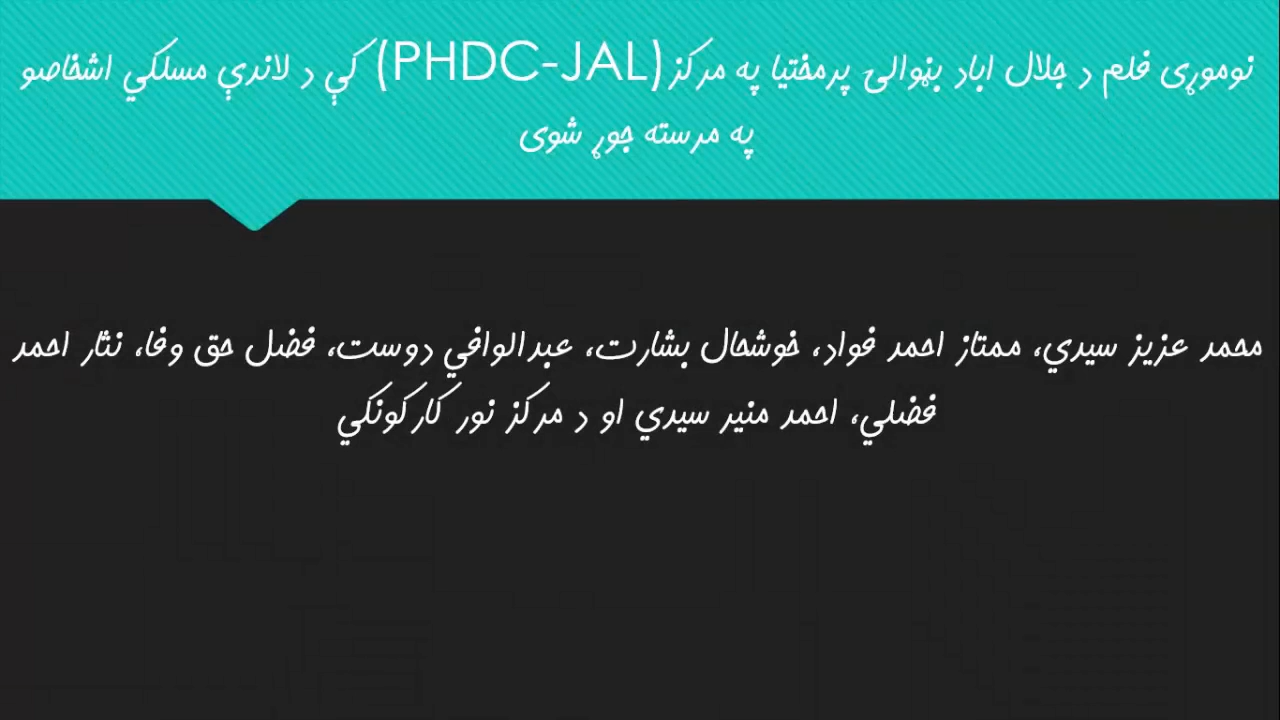 نوموړی فلم د جلال اباد بڼوالۍ پرمختیا په مرکز(PHDC-JAL) کې د لاندې مسلکي اشخاصو
په مرسته جوړ شوی
محمد عزیز سیدي، ممتاز احمد فواد، خوشحال بشارت، عبدالوافي دوست، فضل حق وفا، نثار احمد
فضلي، احمد منیر سیدي او د مرکز نور کارکونکي